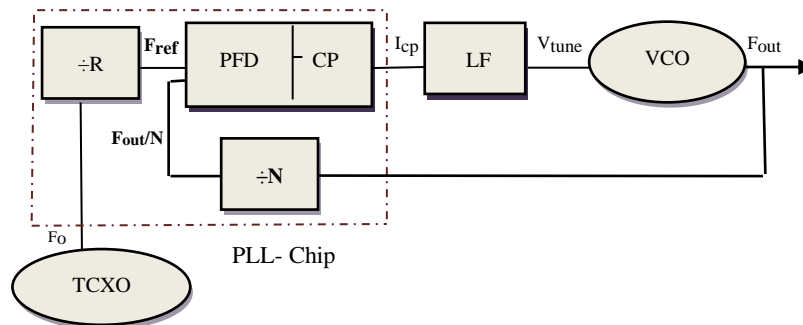 ÷R
Fref
PFD
CP
Icp
LF
Vtune
VCO
Fout
Fout/N
÷N
Fo
PLL- Chip
TCXO